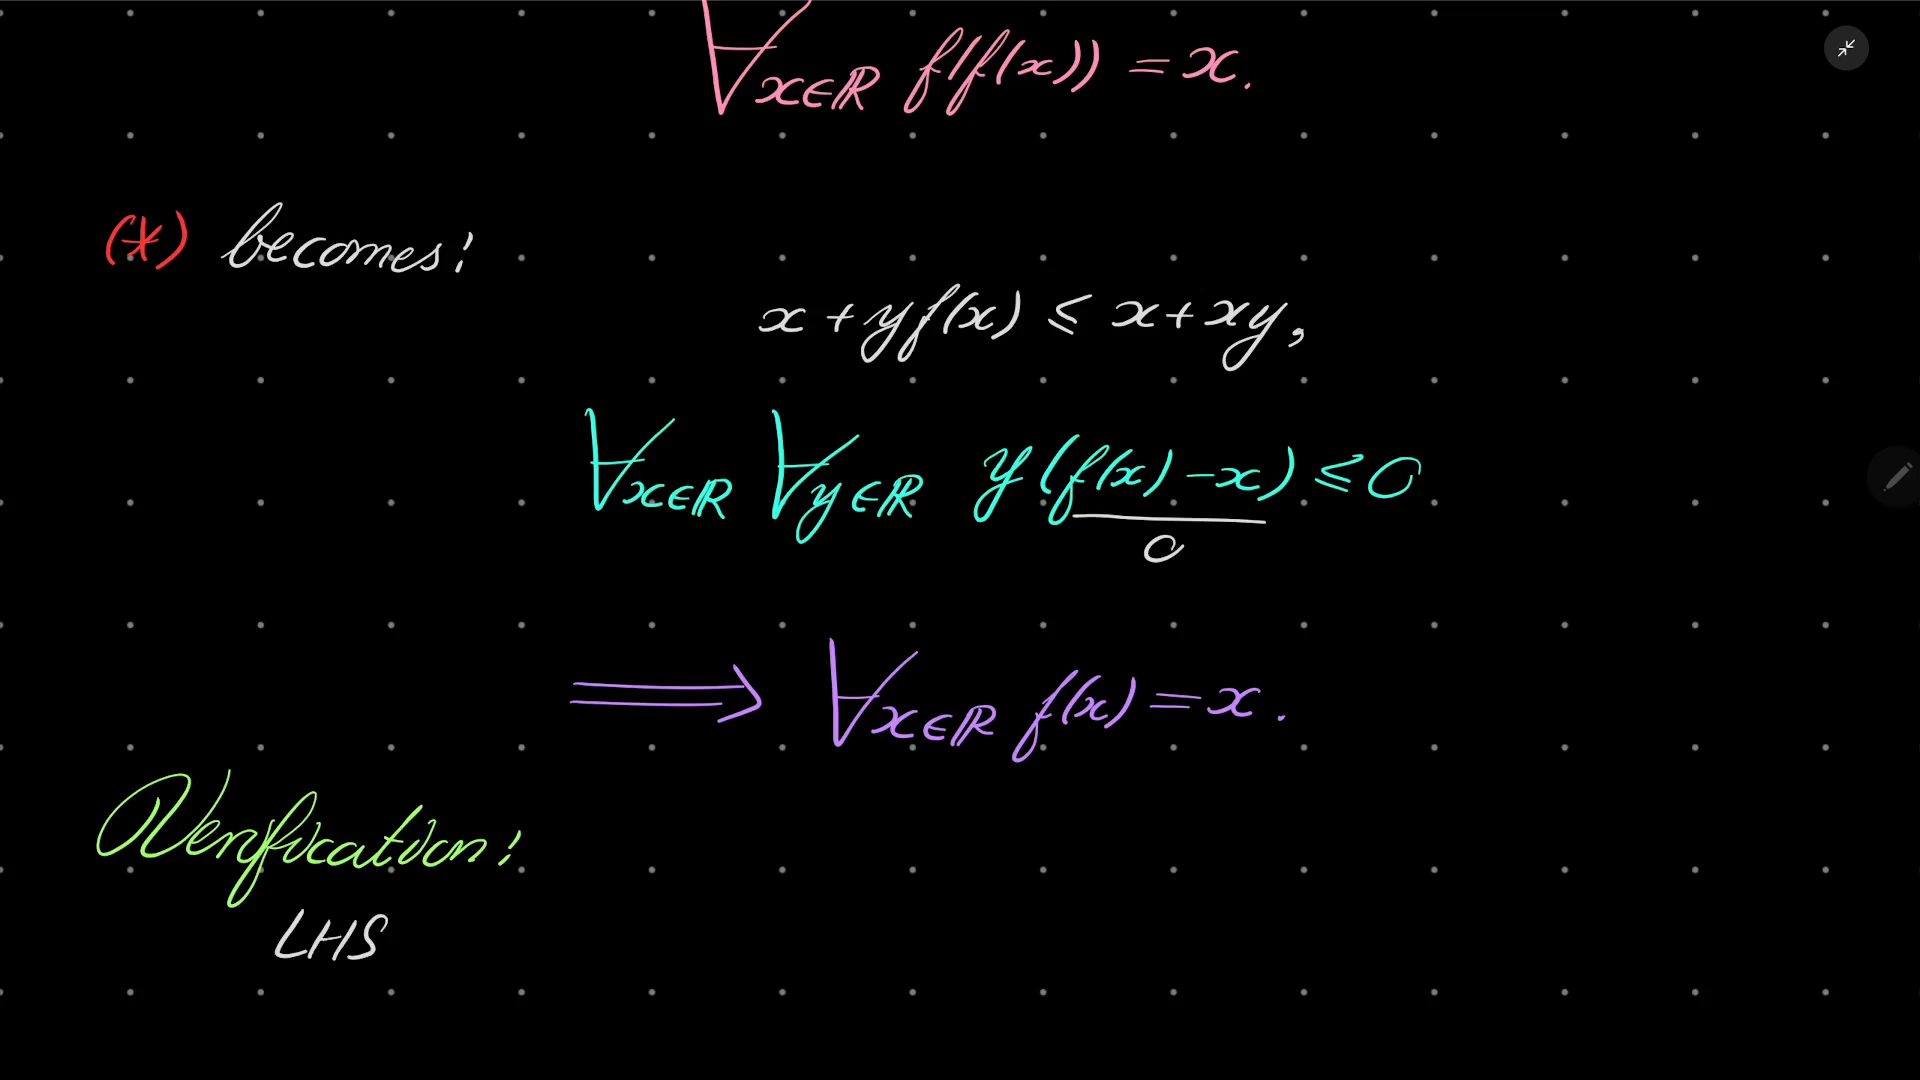 ∀x∈ℝ f(f(x)) = x.
(*) becomes:
x + yf(x) ≤ x + xy,
∀x∈ℝ ∀y∈ℝ y(f(x) − x) ≤ 0
0
⟹ ∀x∈ℝ f(x) = x.
Verification:
LHS